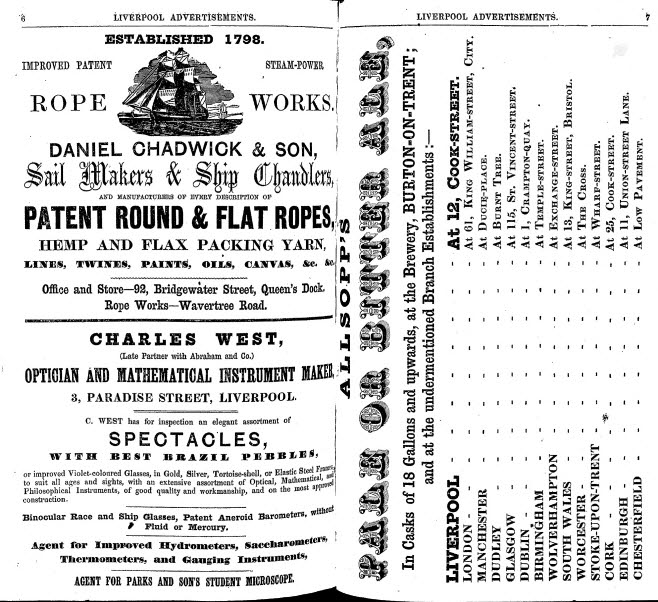 6
LIVERPOOL ADVERTISEMENTS.
ESTABLISHED 1798.
IMPROVED PATENT
STEAM-POWER
ROPE
WORKS.
DANIEL CHADWICK & SON,
Sail Makers & Ship Chandlers,
AND MANUFACTURERS OF EVERY DESCRIPTION OF
PATENT ROUND & FLAT ROPES,
HEMP AND FLAX PACKING YARN,
LINES, TWINES, PAINTS, OILS, CANVAS, &c. &c.
Office and Store—92, Bridgewater Street, Queen's Dock.
Rope Works—Wavertree Road.
CHARLES WEST,
(Late Partner with Abraham and Co.)
OPTICIAN AND MATHEMATICAL INSTRUMENT MAKER,
3, PARADISE STREET, LIVERPOOL.
C. WEST has for inspection an elegant assortment of
SPECTACLES,
WITH BEST BRAZIL PEBBLES,
or improved Violet-coloured Glasses, in Gold, Silver, Tortoise-shell, or Elastic Steel Frames,
to suit all ages and sights, with an extensive assortment of Optical, Mathematical, and
Philosophical Instruments, of good quality and workmanship, and on the most approved
construction.
Binocular Race and Ship Glasses, Patent Aneroid Barometers, without
Fluid or Mercury.
Agent for Improved Hydrometers, Saccharometers,
Thermometers, and Gauging Instruments,
AGENT FOR PARKS AND SON'S STUDENT MICROSCOPE.
LIVERPOOL ADVERTISEMENTS.
7
ALLSOPP'S
PALE OR BITTER ALE,
In Casks of 18 Gallons and upwards, at the Brewery, BURTON-ON-TRENT;
and at the undermentioned Branch Establishments:—
LIVERPOOL - - - - - - At 12, COOK-STREET.
LONDON - - - - - - - At 61, KING WILLIAM-STREET, CITY.
MANCHESTER - - - - - - At DUCIE-PLACE.
DUDLEY - - - - - - - At BURNT TREE.
GLASGOW - - - - - - - At 115, ST. VINCENT-STREET.
DUBLIN - - - - - - - At 1, CRAMPTON-QUAY.
BIRMINGHAM - - - - - - At TEMPLE-STREET.
WOLVERHAMPTON - - - - - At EXCHANGE-STREET.
SOUTH WALES - - - - - - At 13, KING-STREET, BRISTOL.
WORCESTER - - - - - - At THE CROSS.
STOKE-UPON-TRENT - - - - - At WHARF-STREET.
CORK - - - - - - - At 25, COOK-STREET.
EDINBURGH - - - - - - At 11, UNION-STREET LANE.
CHESTERFIELD - - - - - - At LOW PAVEMENT.